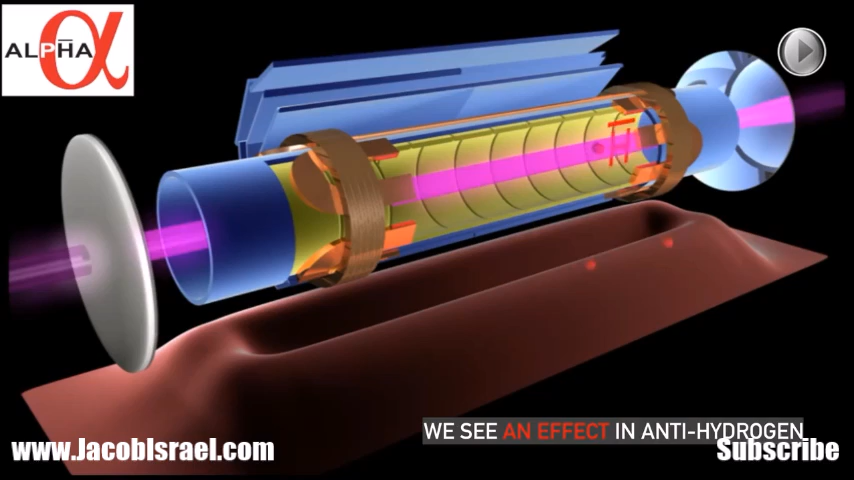 ALPHA
α
WE SEE AN EFFECT IN ANTI-HYDROGEN
www.JacobIsrael.com
Subscribe